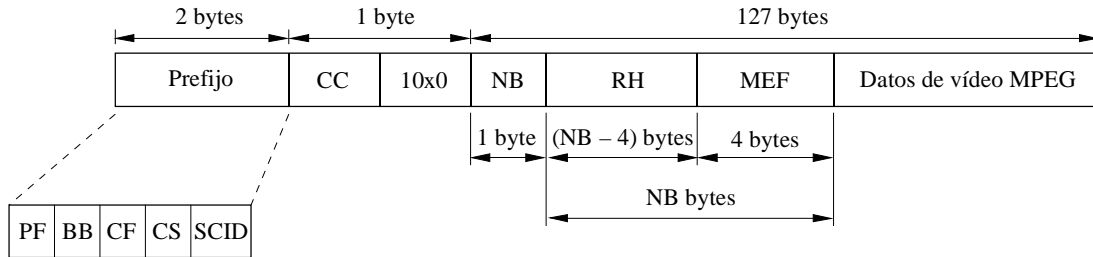 2 bytes 1 byte 127 bytes
Prefijo CC 10x0 NB RH MEF Datos de vídeo MPEG
1 byte (NB – 4) bytes 4 bytes
NB bytes
PF BB CF CS SCID